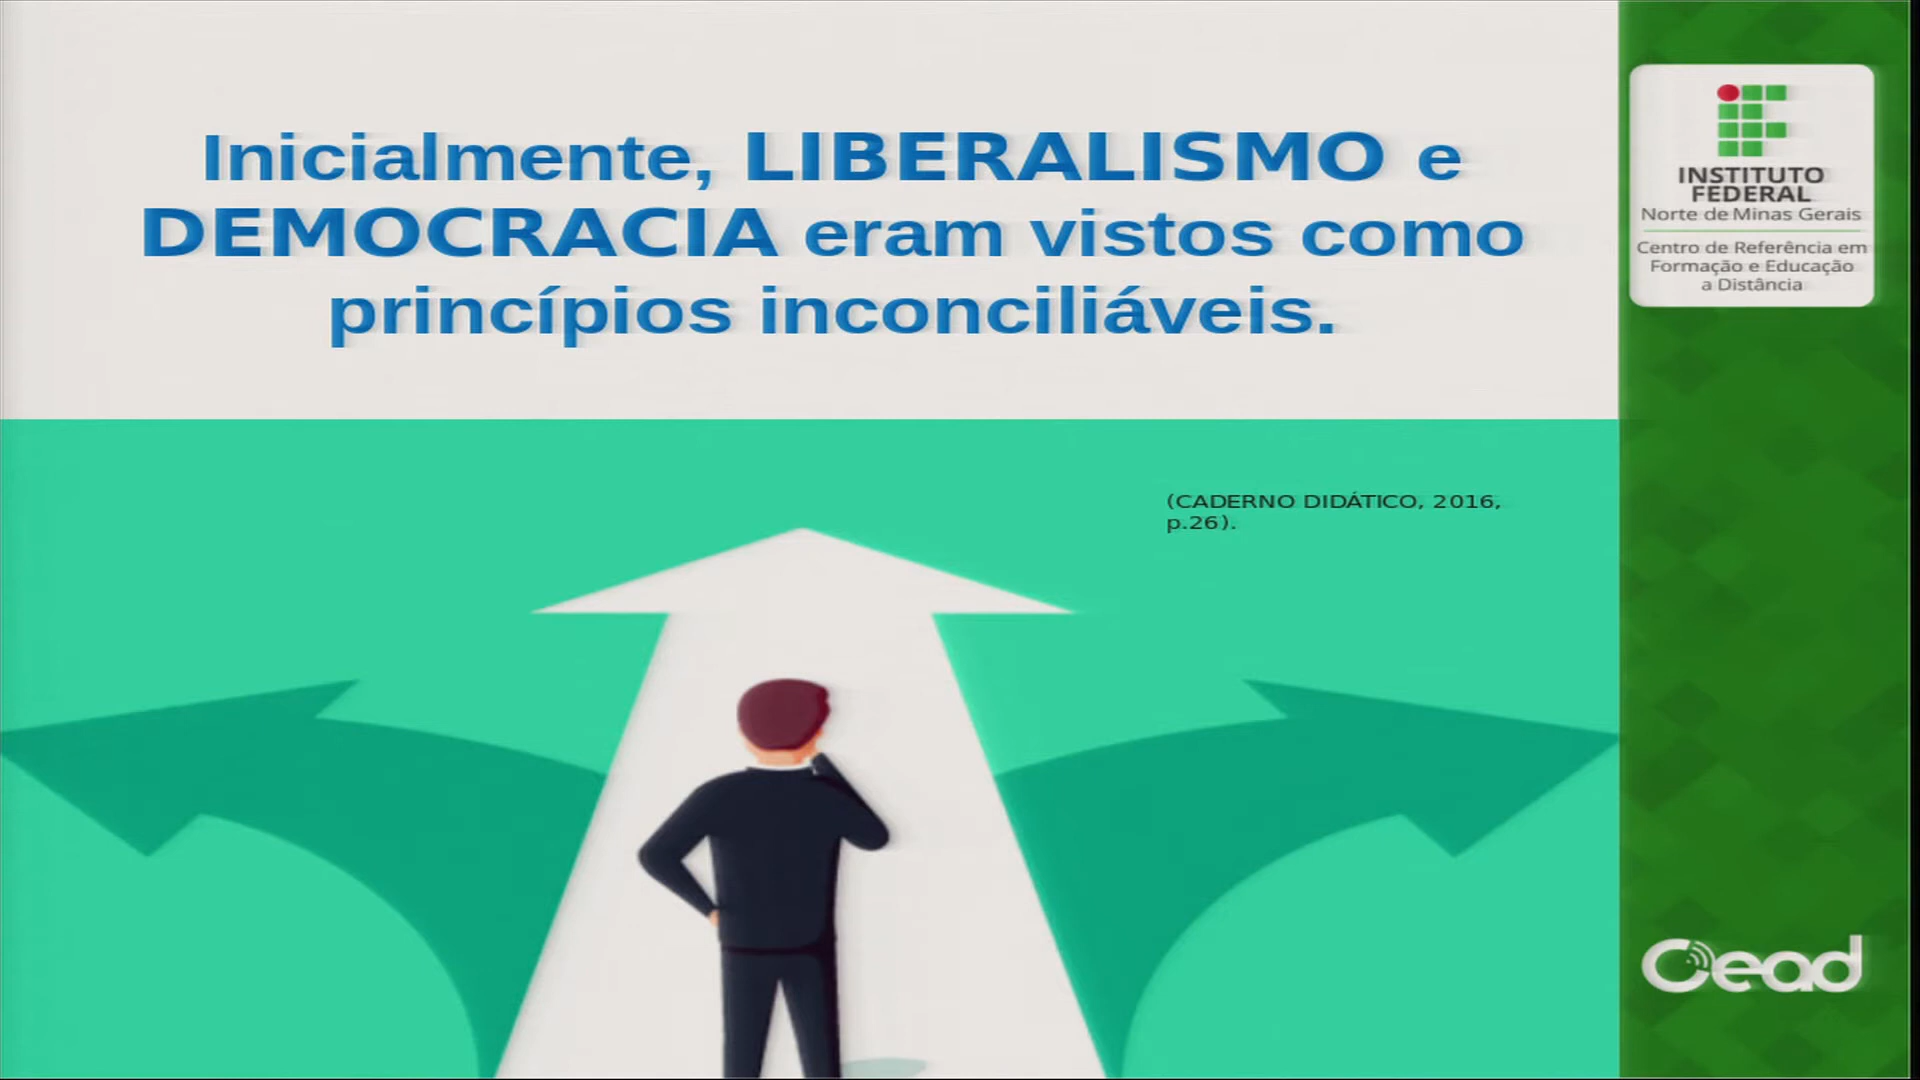 Inicialmente, LIBERALISMO e
DEMOCRACIA eram vistos como
princípios inconciliáveis.
(CADERNO DIDÁTICO, 2016,
p.26).
INSTITUTO
FEDERAL
Norte de Minas Gerais
Centro de Referência em
Formação e Educação
a Distância
Cead